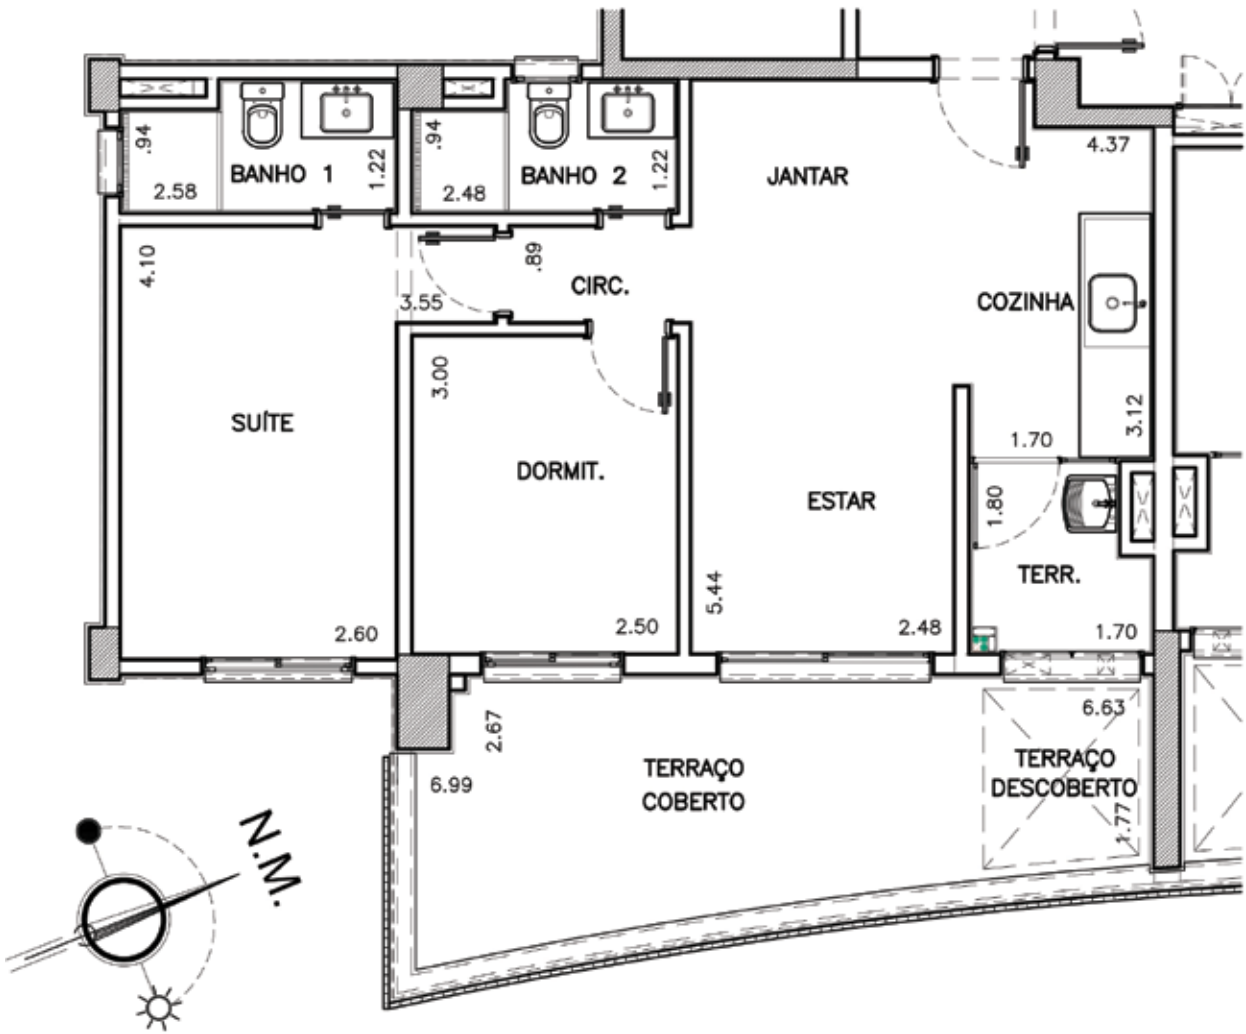 .94
2.58
BANHO 1
1.22
.94
2.48
BANHO 2
1.22
JANTAR
4.37
4.10
3.55
.89
CIRC.
COZINHA
3.00
SUÍTE
DORMIT.
ESTAR
3.12
1.70
1.80
TERR.
5.44
2.60
2.50
2.48
1.70
2.67
6.99
TERRAÇO
COBERTO
6.63
TERRAÇO
DESCOBERTO
1.77
N.M.